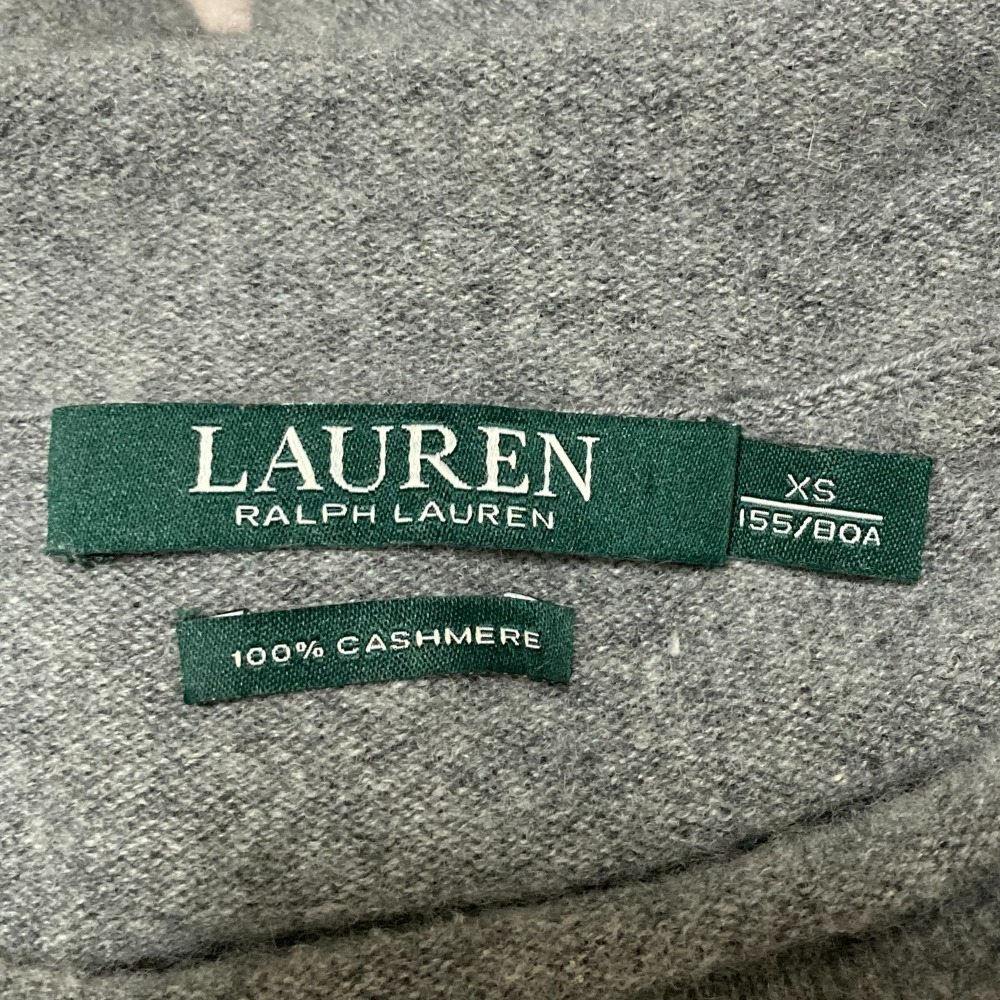 LAUREN
RALPH LAUREN
XS
155/80A
100% CASHMERE